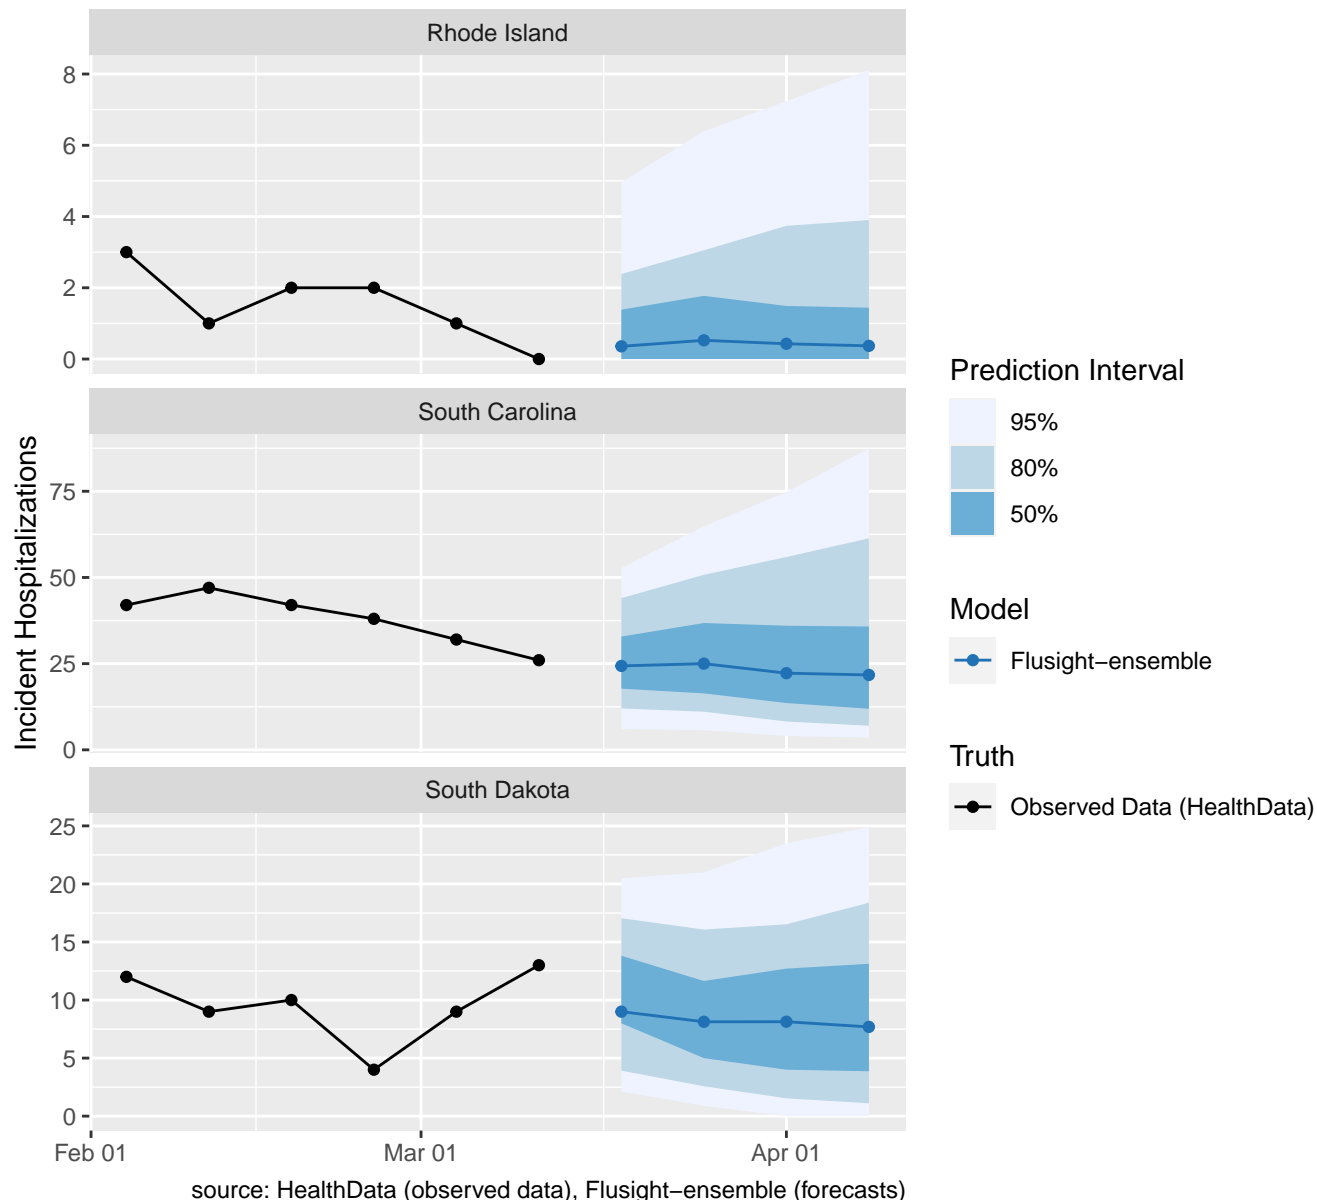 Rhode Island
8
6
4
2
0
South Carolina
75
50
25
0
South Dakota
25
20
15
10
5
0
Feb 01
Mar 01
Apr 01
Incident Hospitalizations
source: HealthData (observed data), Flusight−ensemble (forecasts)
Prediction Interval
95%
80%
50%
Model
Flusight−ensemble
Truth
Observed Data (HealthData)